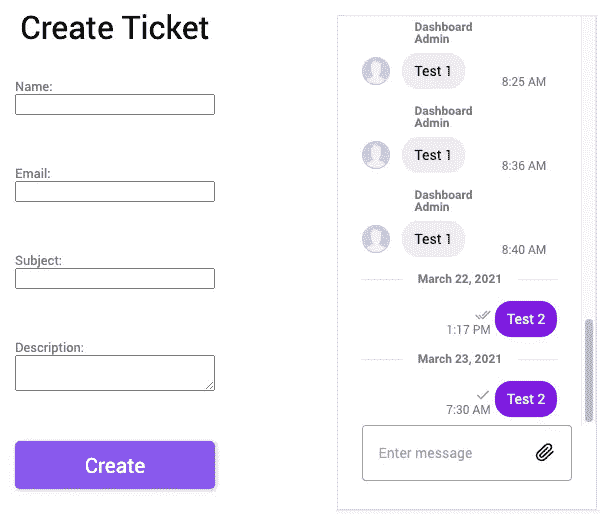 Create Ticket
Name:
Email:
Subject:
Description:
Create
Dashboard
Admin
Test 1
8:25 AM
Dashboard
Admin
Test 1
8:36 AM
Dashboard
Admin
Test 1
8:40 AM
March 22, 2021
Test 2
1:17 PM
March 23, 2021
Test 2
7:30 AM
Enter message